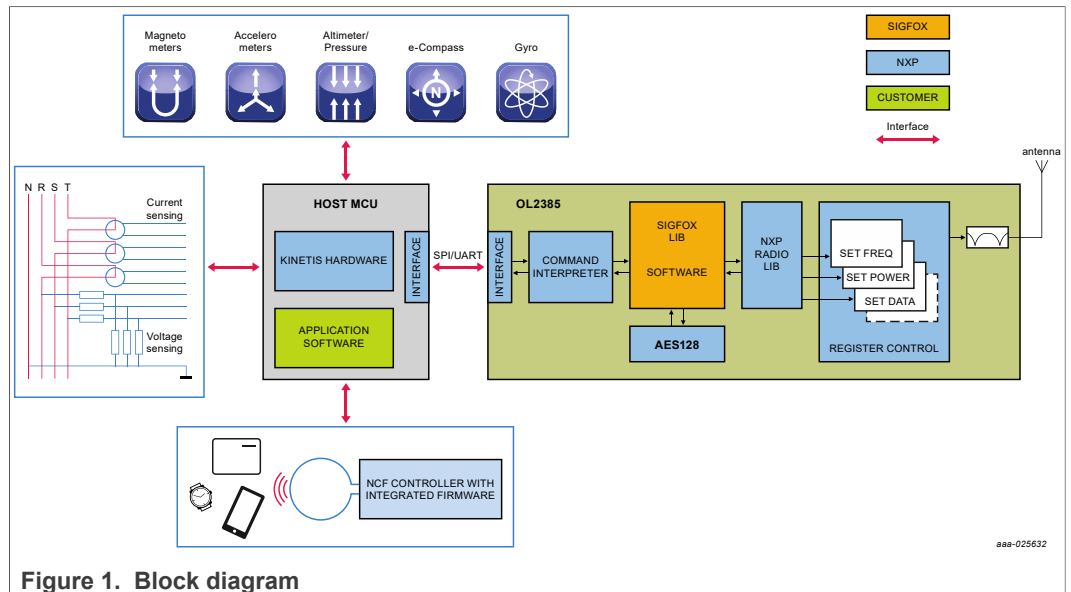 Magneto
meters
Accelero
meters
Altimeter/
Pressure
e-Compass
Gyro
N
SIGFOX
NXP
CUSTOMER
Interface
antenna
N R S T
Current
sensing
Voltage
sensing
HOST MCU
KINETIS HARDWARE
INTERFACE
APPLICATION
SOFTWARE
SPI/UART
OL2385
INTERFACE
COMMAND
INTERPRETER
SIGFOX
LIB
SOFTWARE
AES128
NXP
RADIO
LIB
SET FREQ
SET POWER
SET DATA
REGISTER CONTROL
NCF CONTROLLER WITH
INTEGRATED FIRMWARE
aaa-025632
Figure 1. Block diagram